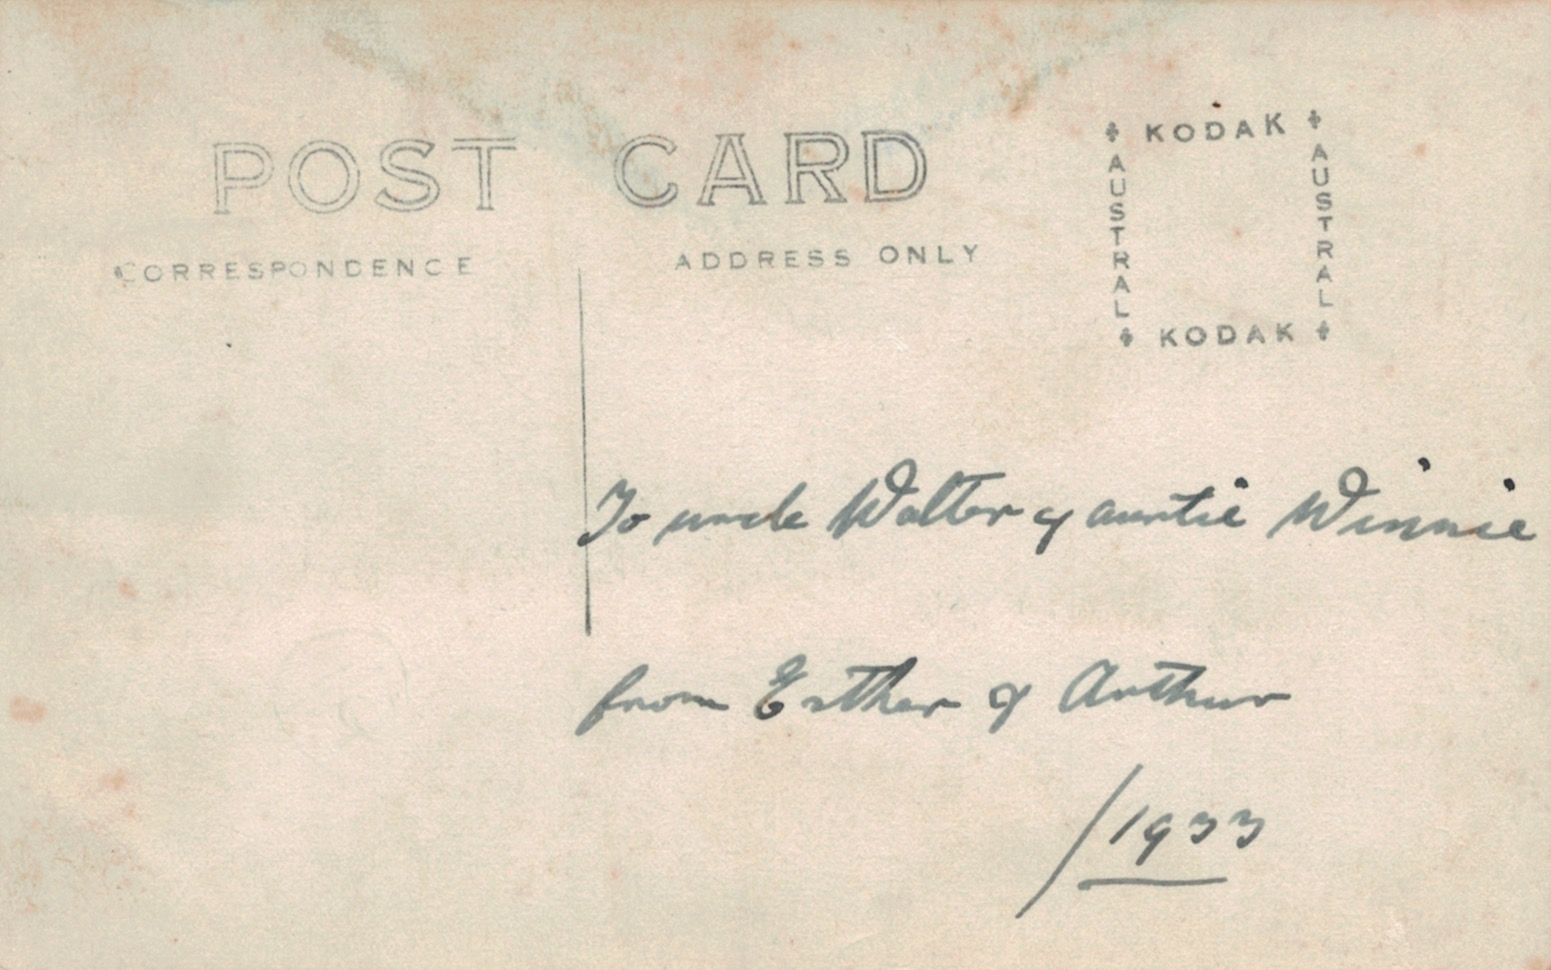 POST CARD
CORRESPONDENCE
ADDRESS ONLY
KODAK
AUSTRAL
AUSTRAL
KODAK
To uncle Walter & auntie Winnie
from Esther & Arthur
/1933